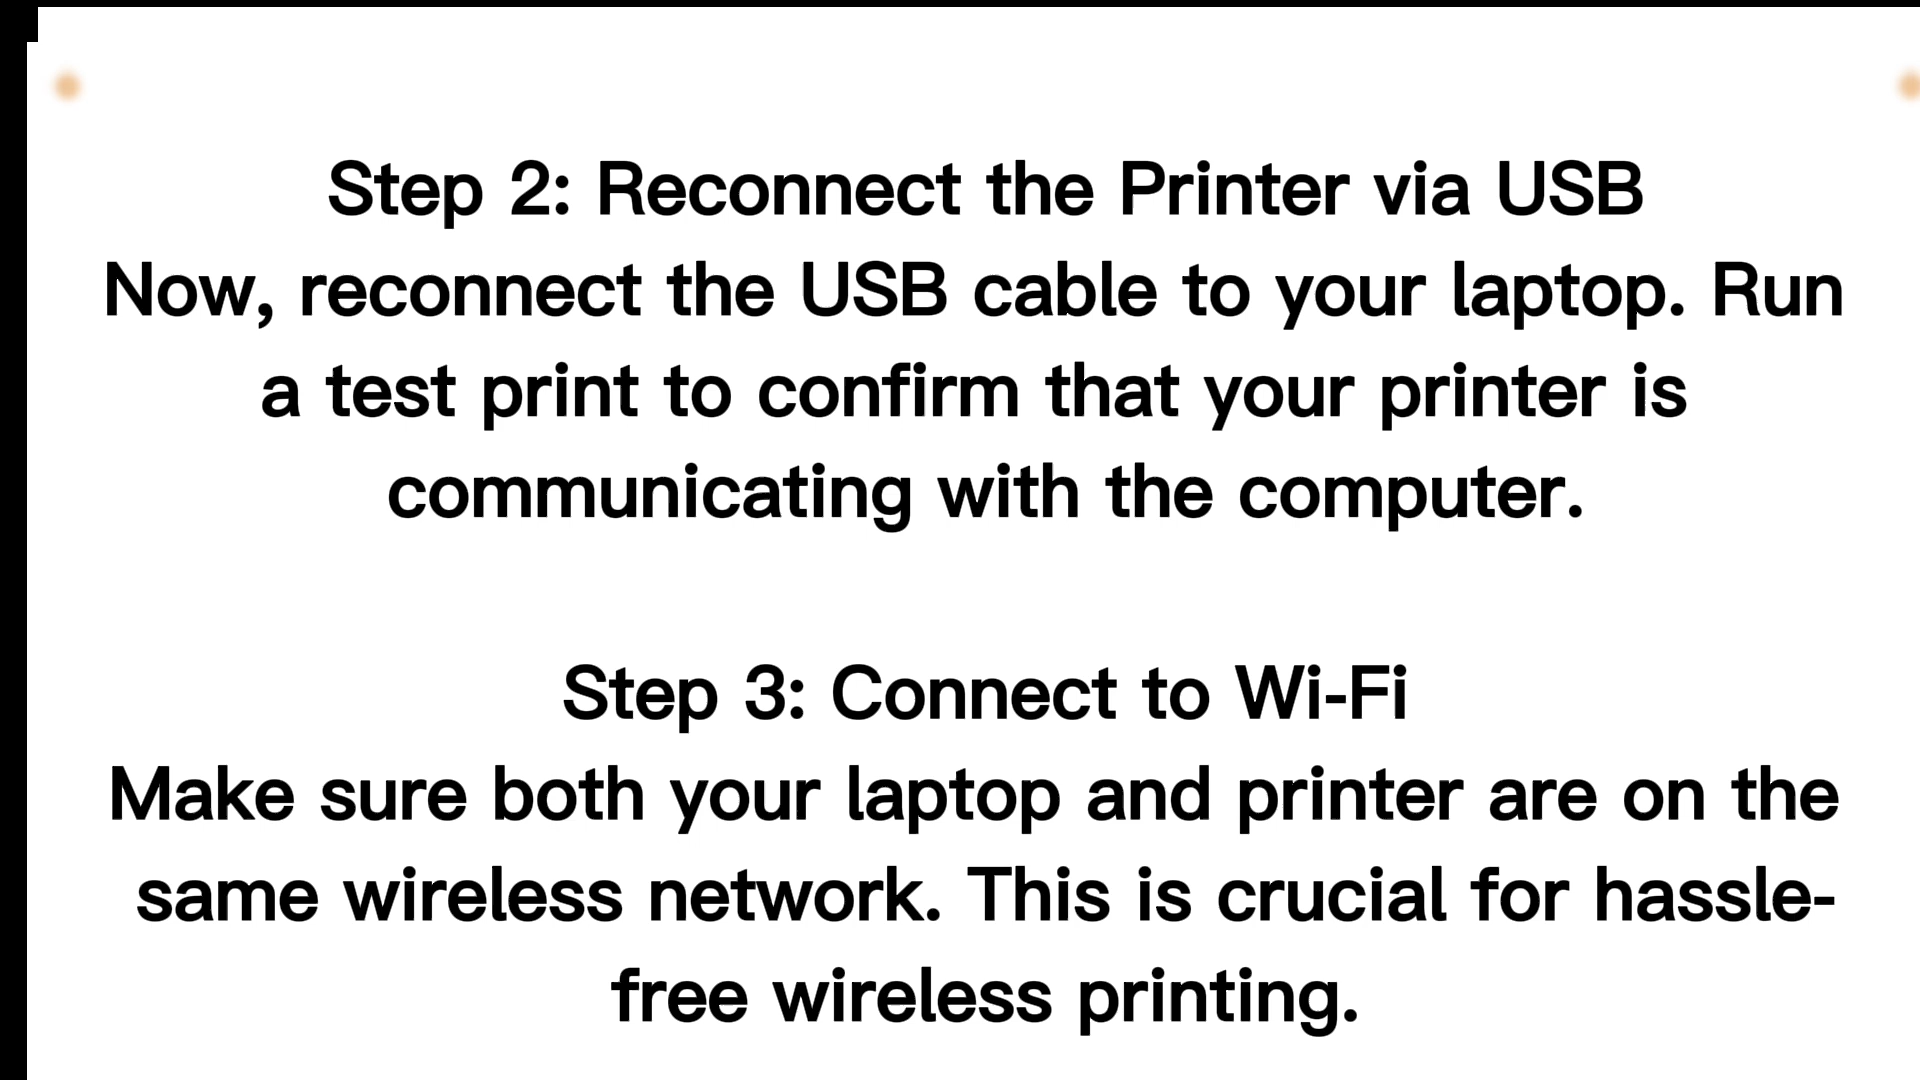 Step 2: Reconnect the Printer via USB
Now, reconnect the USB cable to your laptop. Run
a test print to confirm that your printer is
communicating with the computer.
Step 3: Connect to Wi-Fi
Make sure both your laptop and printer are on the
same wireless network. This is crucial for hassle-
free wireless printing.